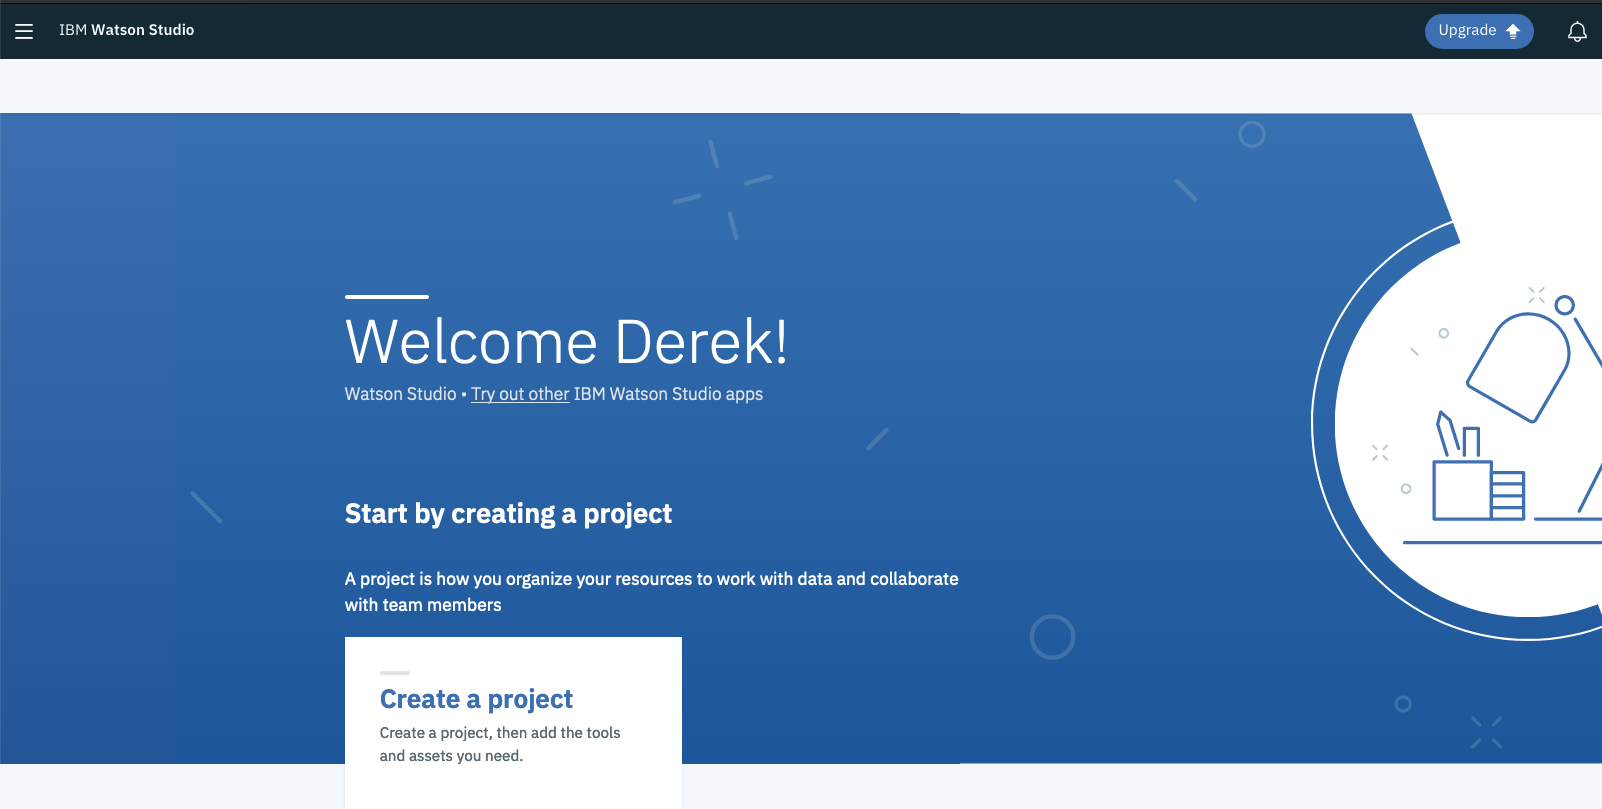 IBM Watson Studio
Upgrade
Welcome Derek!
Watson Studio • Try out other IBM Watson Studio apps
Start by creating a project
A project is how you organize your resources to work with data and collaborate
with team members
Create a project
Create a project, then add the tools
and assets you need.